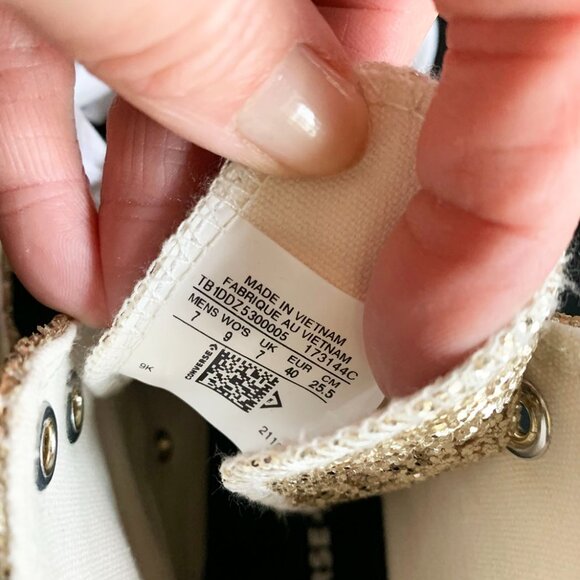 MADE IN VIETNAM
FABRIQUE AU VIETNAM
TB1DDZ5300005 173144C
MENS WO'S UK EUR CM
7 9 7 40 25.5
9K
CONVERSE